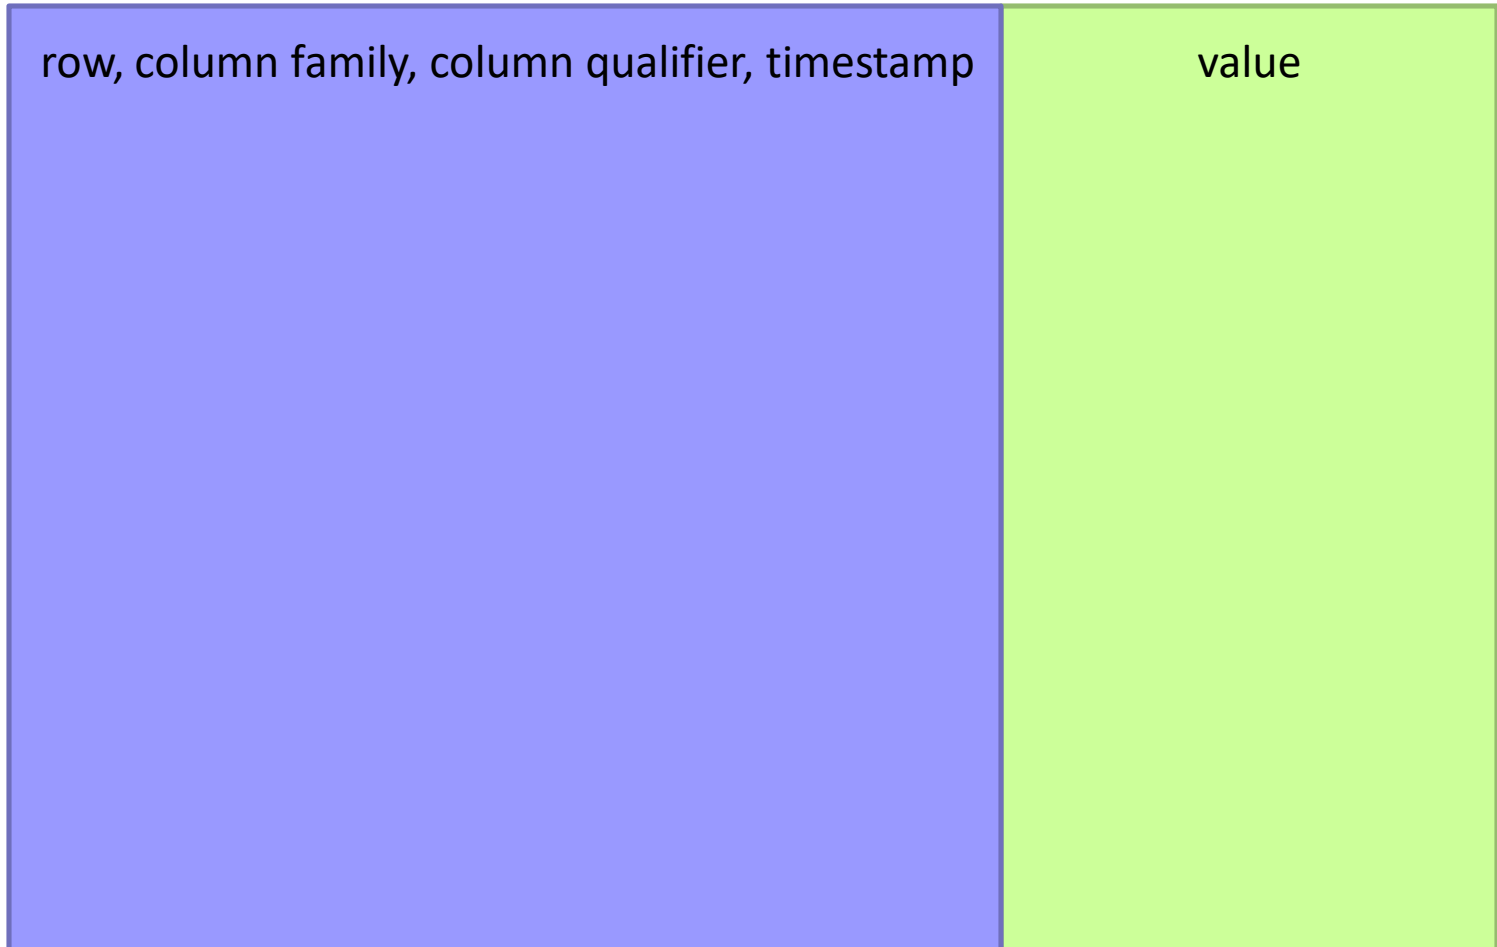 row, column family, column qualifier, timestamp
value